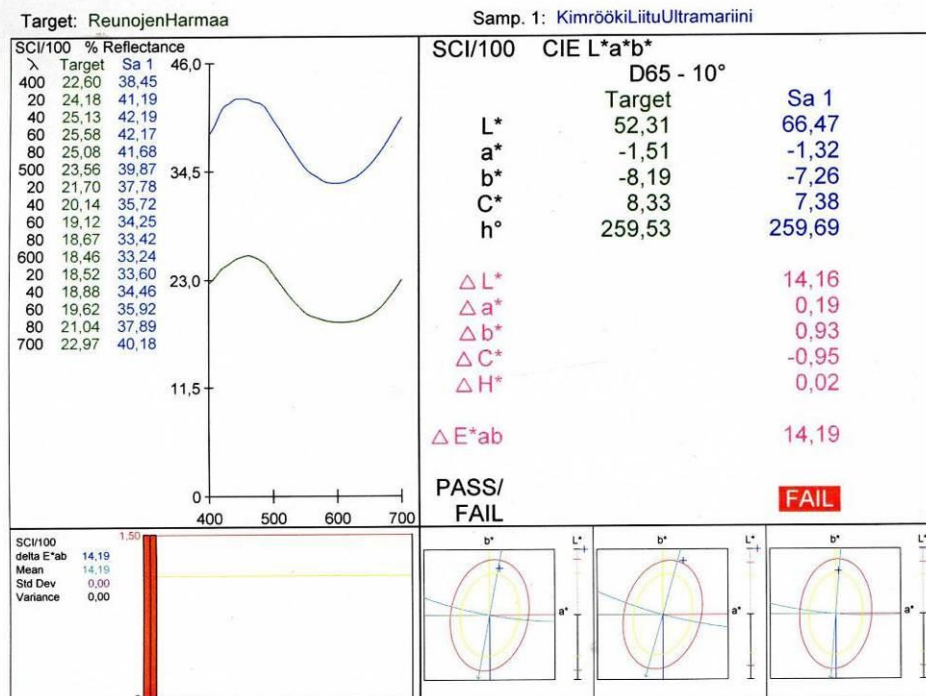 Target: ReunojenHarmaa
Samp. 1: Kimrööki​LiituUltramariini
SCI/100 % Reflectance
λ Target Sa 1
400 22,60 38,45
20 24,18 41,19
40 25,13 42,19
60 25,58 42,17
80 25,08 41,68
500 23,56 39,87
20 21,70 37,78
40 20,14 35,72
60 19,12 34,25
80 18,67 33,42
600 18,46 33,24
20 18,52 33,60
40 18,88 34,46
60 19,62 35,92
80 21,04 37,89
700 22,97 40,18
46,0
34,5
23,0
11,5
0
400 500 600 700
SCI/100 CIE L*a*b*
D65 - 10°
Target Sa 1
L* 52,31 66,47
a* -1,51 -1,32
b* -8,19 -7,26
C* 8,33 7,38
h° 259,53 259,69
△ L* 14,16
△ a* 0,19
△ b* 0,93
△ C* -0,95
△ H* 0,02
△ E*ab 14,19
PASS/
FAIL
FAIL
SCI/100
delta E*ab 14,19
Mean 14,19
Std Dev 0,00
Variance 0,00
1,50
b* L*
a*
b* L*
a*
b* L*
a*